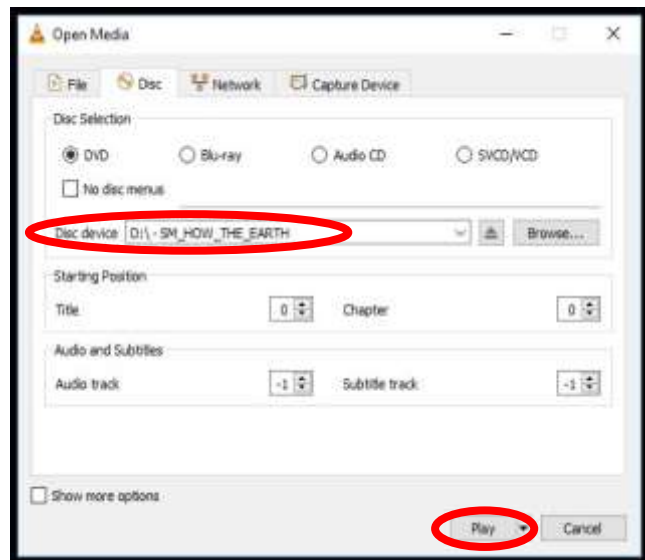 Open Media
File Disc Network Capture Device
Disc Selection
DVD Blu-ray Audio CD SVCD/VCD
No disc menus
Disc device D:\ - SM_HOW_THE_EARTH Browse...
Starting Position
Title 0 Chapter 0
Audio and Subtitles
Audio track -1 Subtitle track -1
Show more options
Play Cancel